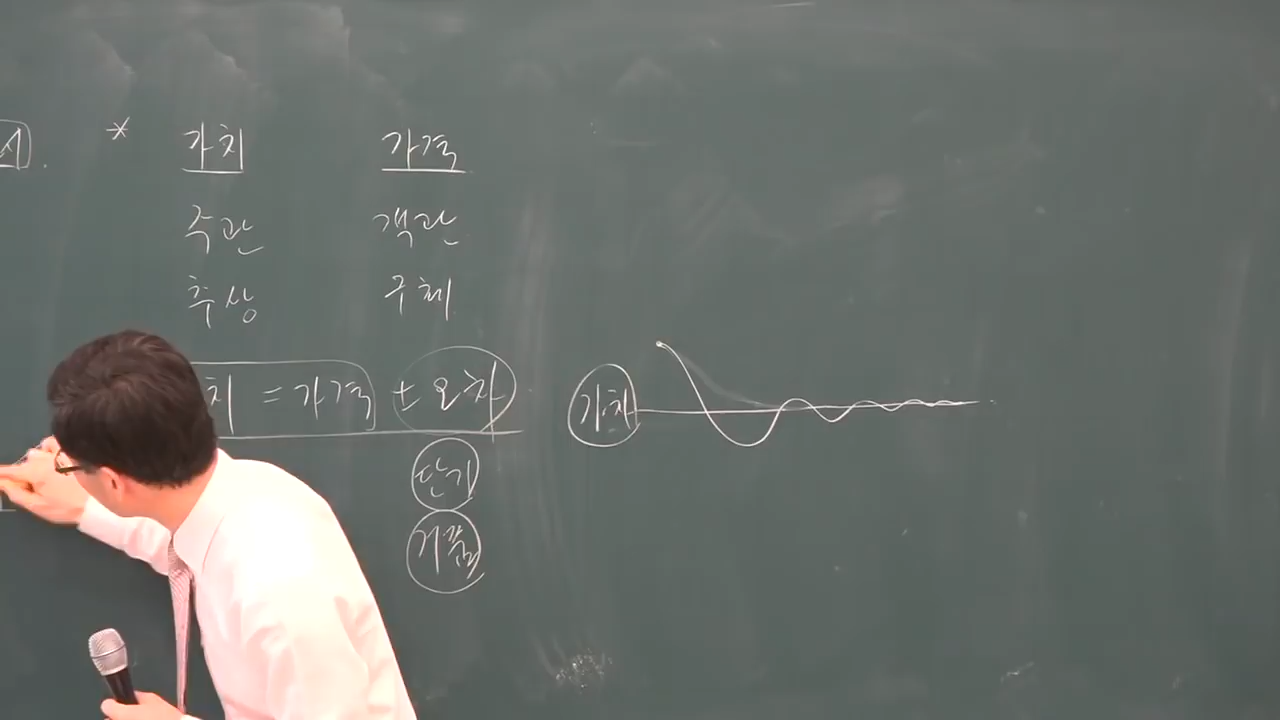 * 가치 가격
주관 객관
추상 구체
치 = 가격 ± 오차
가치
단기
거품